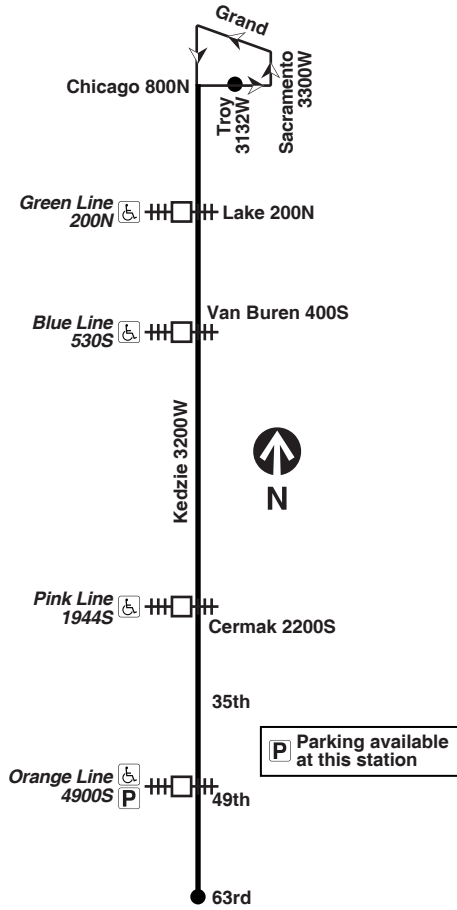 Grand
Chicago 800N
Troy
3132W
Sacramento
3300W
Green Line
200N
Lake 200N
Van Buren 400S
Blue Line
530S
Kedzie 3200W
N
Pink Line
1944S
Cermak 2200S
35th
P Parking available
at this station
Orange Line
4900S
P
49th
63rd